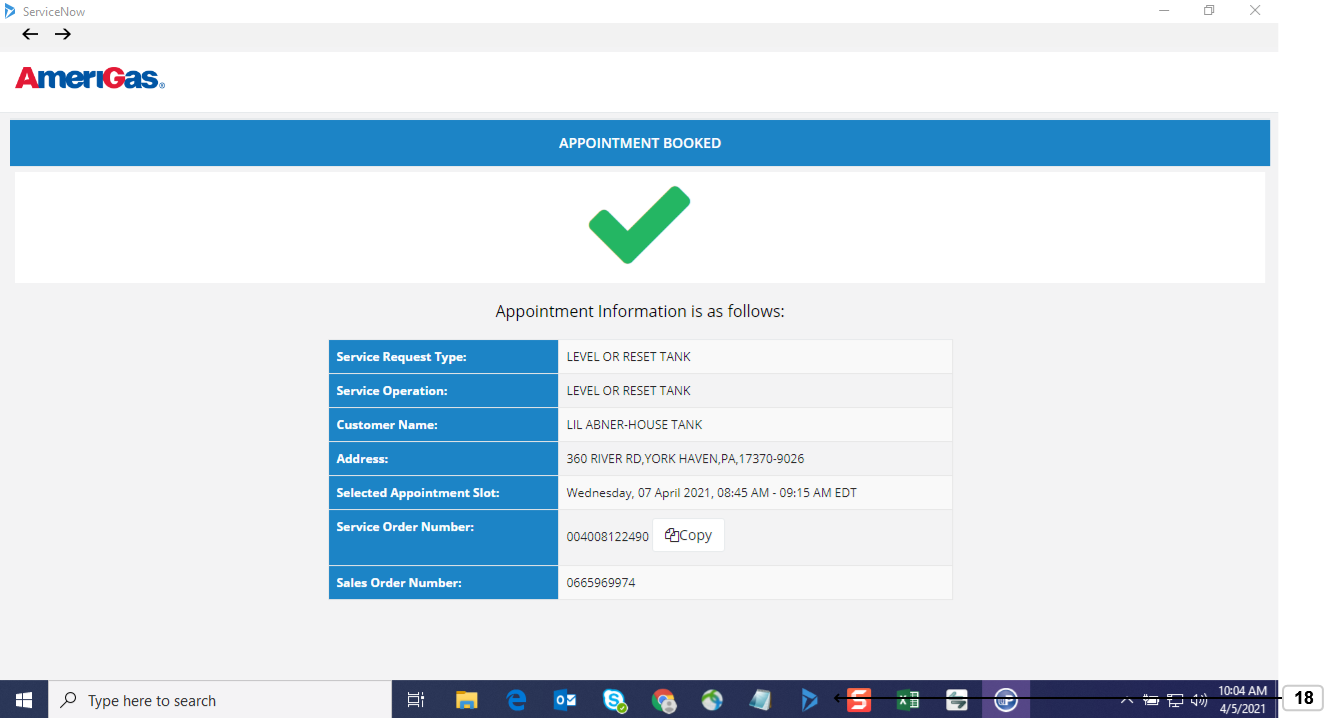 ServiceNow
AmeriGas®
APPOINTMENT BOOKED
Appointment Information is as follows:
Service Request Type: LEVEL OR RESET TANK
Service Operation: LEVEL OR RESET TANK
Customer Name: LIL ABNER-HOUSE TANK
Address: 360 RIVER RD,YORK HAVEN,PA,17370-9026
Selected Appointment Slot: Wednesday, 07 April 2021, 08:45 AM - 09:15 AM EDT
Service Order Number: 004008122490 Copy
Sales Order Number: 0665969974
Type here to search
10:04 AM
4/5/2021
18